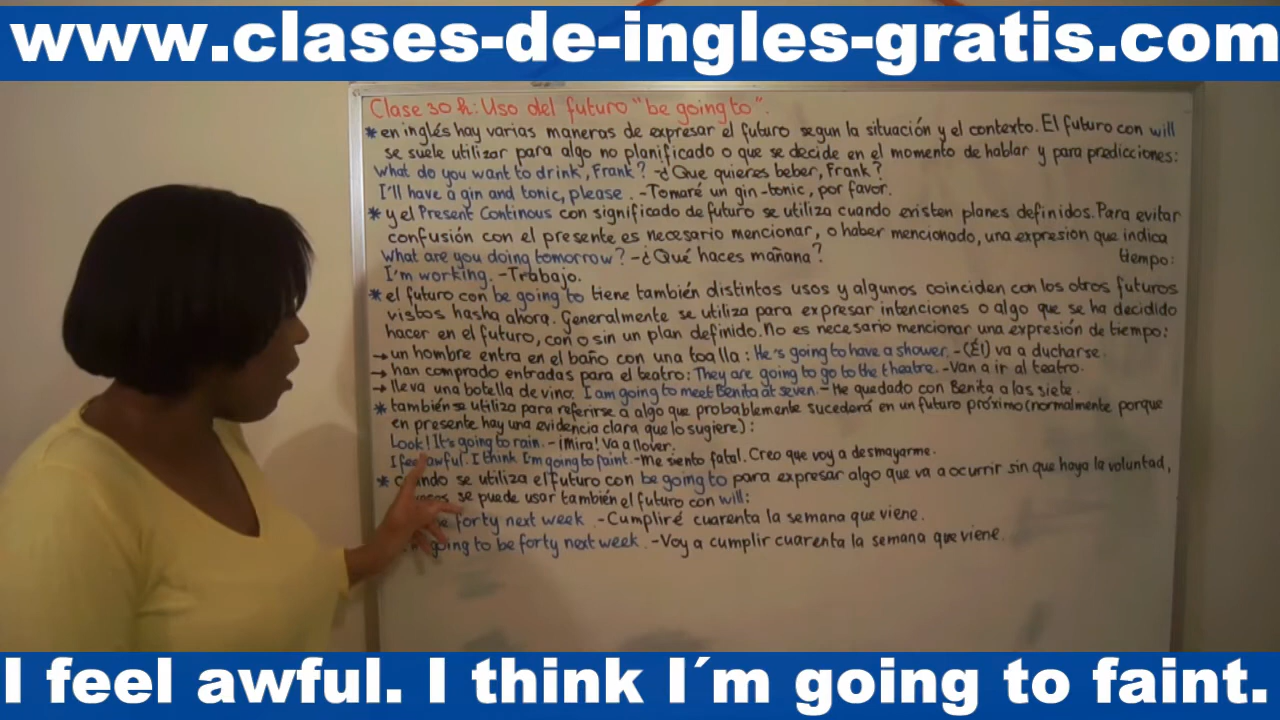 www.clases-de-ingles-gratis.com
Clase 30 h: Uso del futuro "be going to".
* en inglés hay varias maneras de expresar el futuro segun la situación y el contexto. El futuro con will
se suele utilizar para algo no planificado o que se decide en el momento de hablar y para predicciones:
What do you want to drink, Frank? -¿Que quieres beber, Frank?
I'll have a gin and tonic, please. -Tomaré un gin-tonic, por favor.
* y el Present Continous con significado de futuro se utiliza cuando existen planes definidos. Para evitar
confusión con el presente es necesario mencionar, o haber mencionado, una expresión que indica
tiempo:
What are you doing tomorrow? -¿Qué haces mañana?
I'm working. -Trabajo.
* el futuro con be going to tiene también distintos usos y algunos coinciden con los otros futuros
vistos hasha ahora. Generalmente se utiliza para expresar intenciones o algo que se ha decidido
hacer en el futuro, con o sin un plan definido. No es necesario mencionar una expresión de tiempo:
→ un hombre entra en el baño con una toalla: He's going to have a shower. -(Él) va a ducharse.
→ han comprado entradas para el teatro: They are going to go to the theatre. -Van a ir al teatro.
→ lleva una botella de vino: I am going to meet Benita at seven. -He quedado con Benita a las siete.
* también se utiliza para referirse a algo que probablemente sucederá en un futuro próximo (normalmente porque
en presente hay una evidencia clara que lo sugiere):
Look! It's going to rain. -¡Mira! Va a llover.
I feel awful. I think I'm going to faint. -Me siento fatal. Creo que voy a desmayarme.
* cuando se utiliza el futuro con be going to para expresar algo que va a ocurrir sin que haya la voluntad,
se puede usar también el futuro con will:
forty next week. -Cumpliré cuarenta la semana que viene.
going to be forty next week. -Voy a cumplir cuarenta la semana que viene.
I feel awful. I think I´m going to faint.